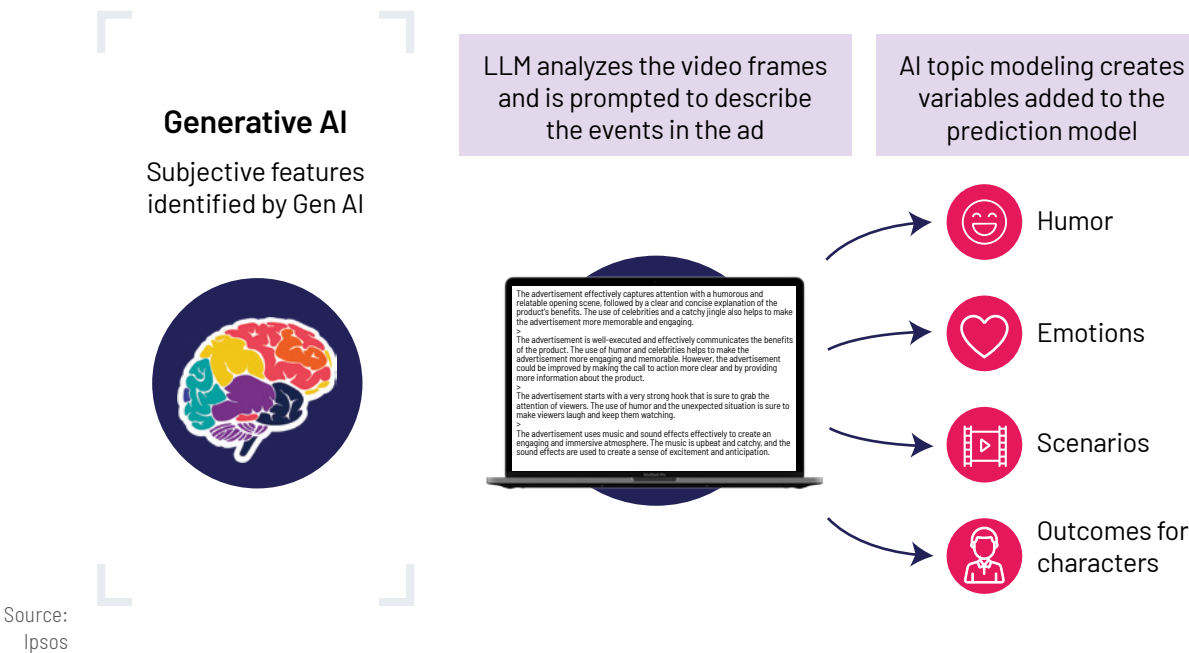 Generative AI
Subjective features
identified by Gen AI
LLM analyzes the video frames
and is prompted to describe
the events in the ad
AI topic modeling creates
variables added to the
prediction model
The advertisement effectively captures attention with a humorous and
relatable opening scene, followed by a clear and concise explanation of the
product's benefits. The use of celebrities and a catchy jingle also helps to make
the advertisement more memorable and engaging.
>
The advertisement is well-executed and effectively communicates the benefits
of the product. The use of humor and celebrities helps to make the
advertisement more engaging and memorable. However, the advertisement
could be improved by making the call to action more clear and by providing
more information about the product.
>
The advertisement starts with a very strong hook that is sure to grab the
attention of viewers. The use of humor and the unexpected situation is sure to
make viewers laugh and keep them watching.
>
The advertisement uses music and sound effects effectively to create an
engaging and immersive atmosphere. The music is upbeat and catchy, and the
sound effects are used to create a sense of excitement and anticipation.
Humor
Emotions
Scenarios
Outcomes for
characters
Source:
Ipsos